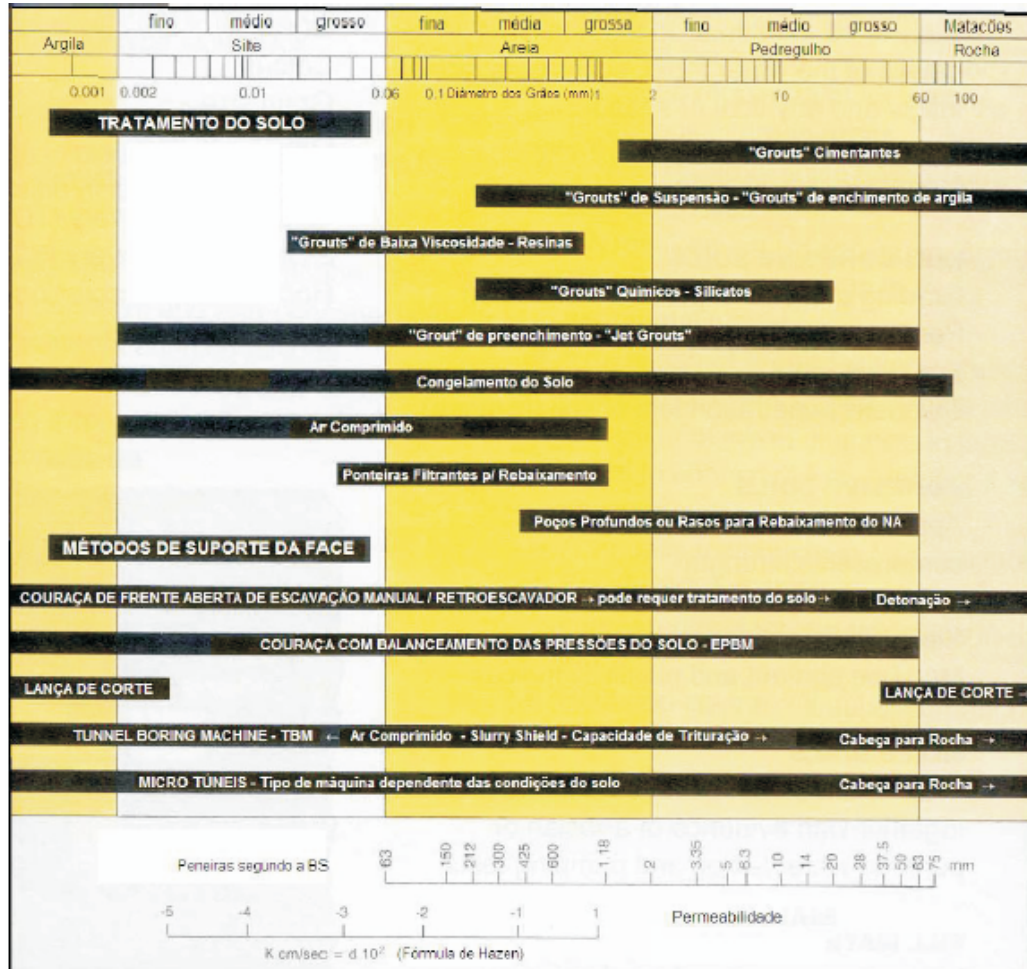 fino médio grosso fina média grossa fino médio grosso Matacões
Argila Silte Areia Pedregulho Rocha
0.001 0.002 0.01 0.06 0,1 Diâmetro dos Grãos (mm) 1 2 10 60 100
TRATAMENTO DO SOLO
"Grouts" Cimentantes
"Grouts" de Suspensão - "Grouts" de enchimento de argila
"Grouts" de Baixa Viscosidade - Resinas
"Grouts" Químicos - Silicatos
"Grout" de preenchimento - "Jet Grouts"
Congelamento do Solo
Ar Comprimido
Ponteiras Filtrantes p/ Rebaixamento
Poços Profundos ou Rasos para Rebaixamento do NA
MÉTODOS DE SUPORTE DA FACE
COURAÇA DE FRENTE ABERTA DE ESCAVAÇÃO MANUAL / RETROESCAVADOR → pode requer tratamento do solo → Detonação →
COURAÇA COM BALANCEAMENTO DAS PRESSÕES DO SOLO - EPBM
LANÇA DE CORTE LANÇA DE CORTE →
TUNNEL BORING MACHINE - TBM ← Ar Comprimido - Slurry Shield - Capacidade de Trituração → Cabeça para Rocha →
MICRO TÚNEIS - Tipo de máquina dependente das condições do solo Cabeça para Rocha →
Peneiras segundo a BS 63 150 212 300 425 600 1.18 2 3.35 5 6.3 10 14 20 28 37.5 50 63 75 mm
-5 -4 -3 -2 -1 1 Permeabilidade
K cm/sec = d 10² (Fórmula de Hazen)